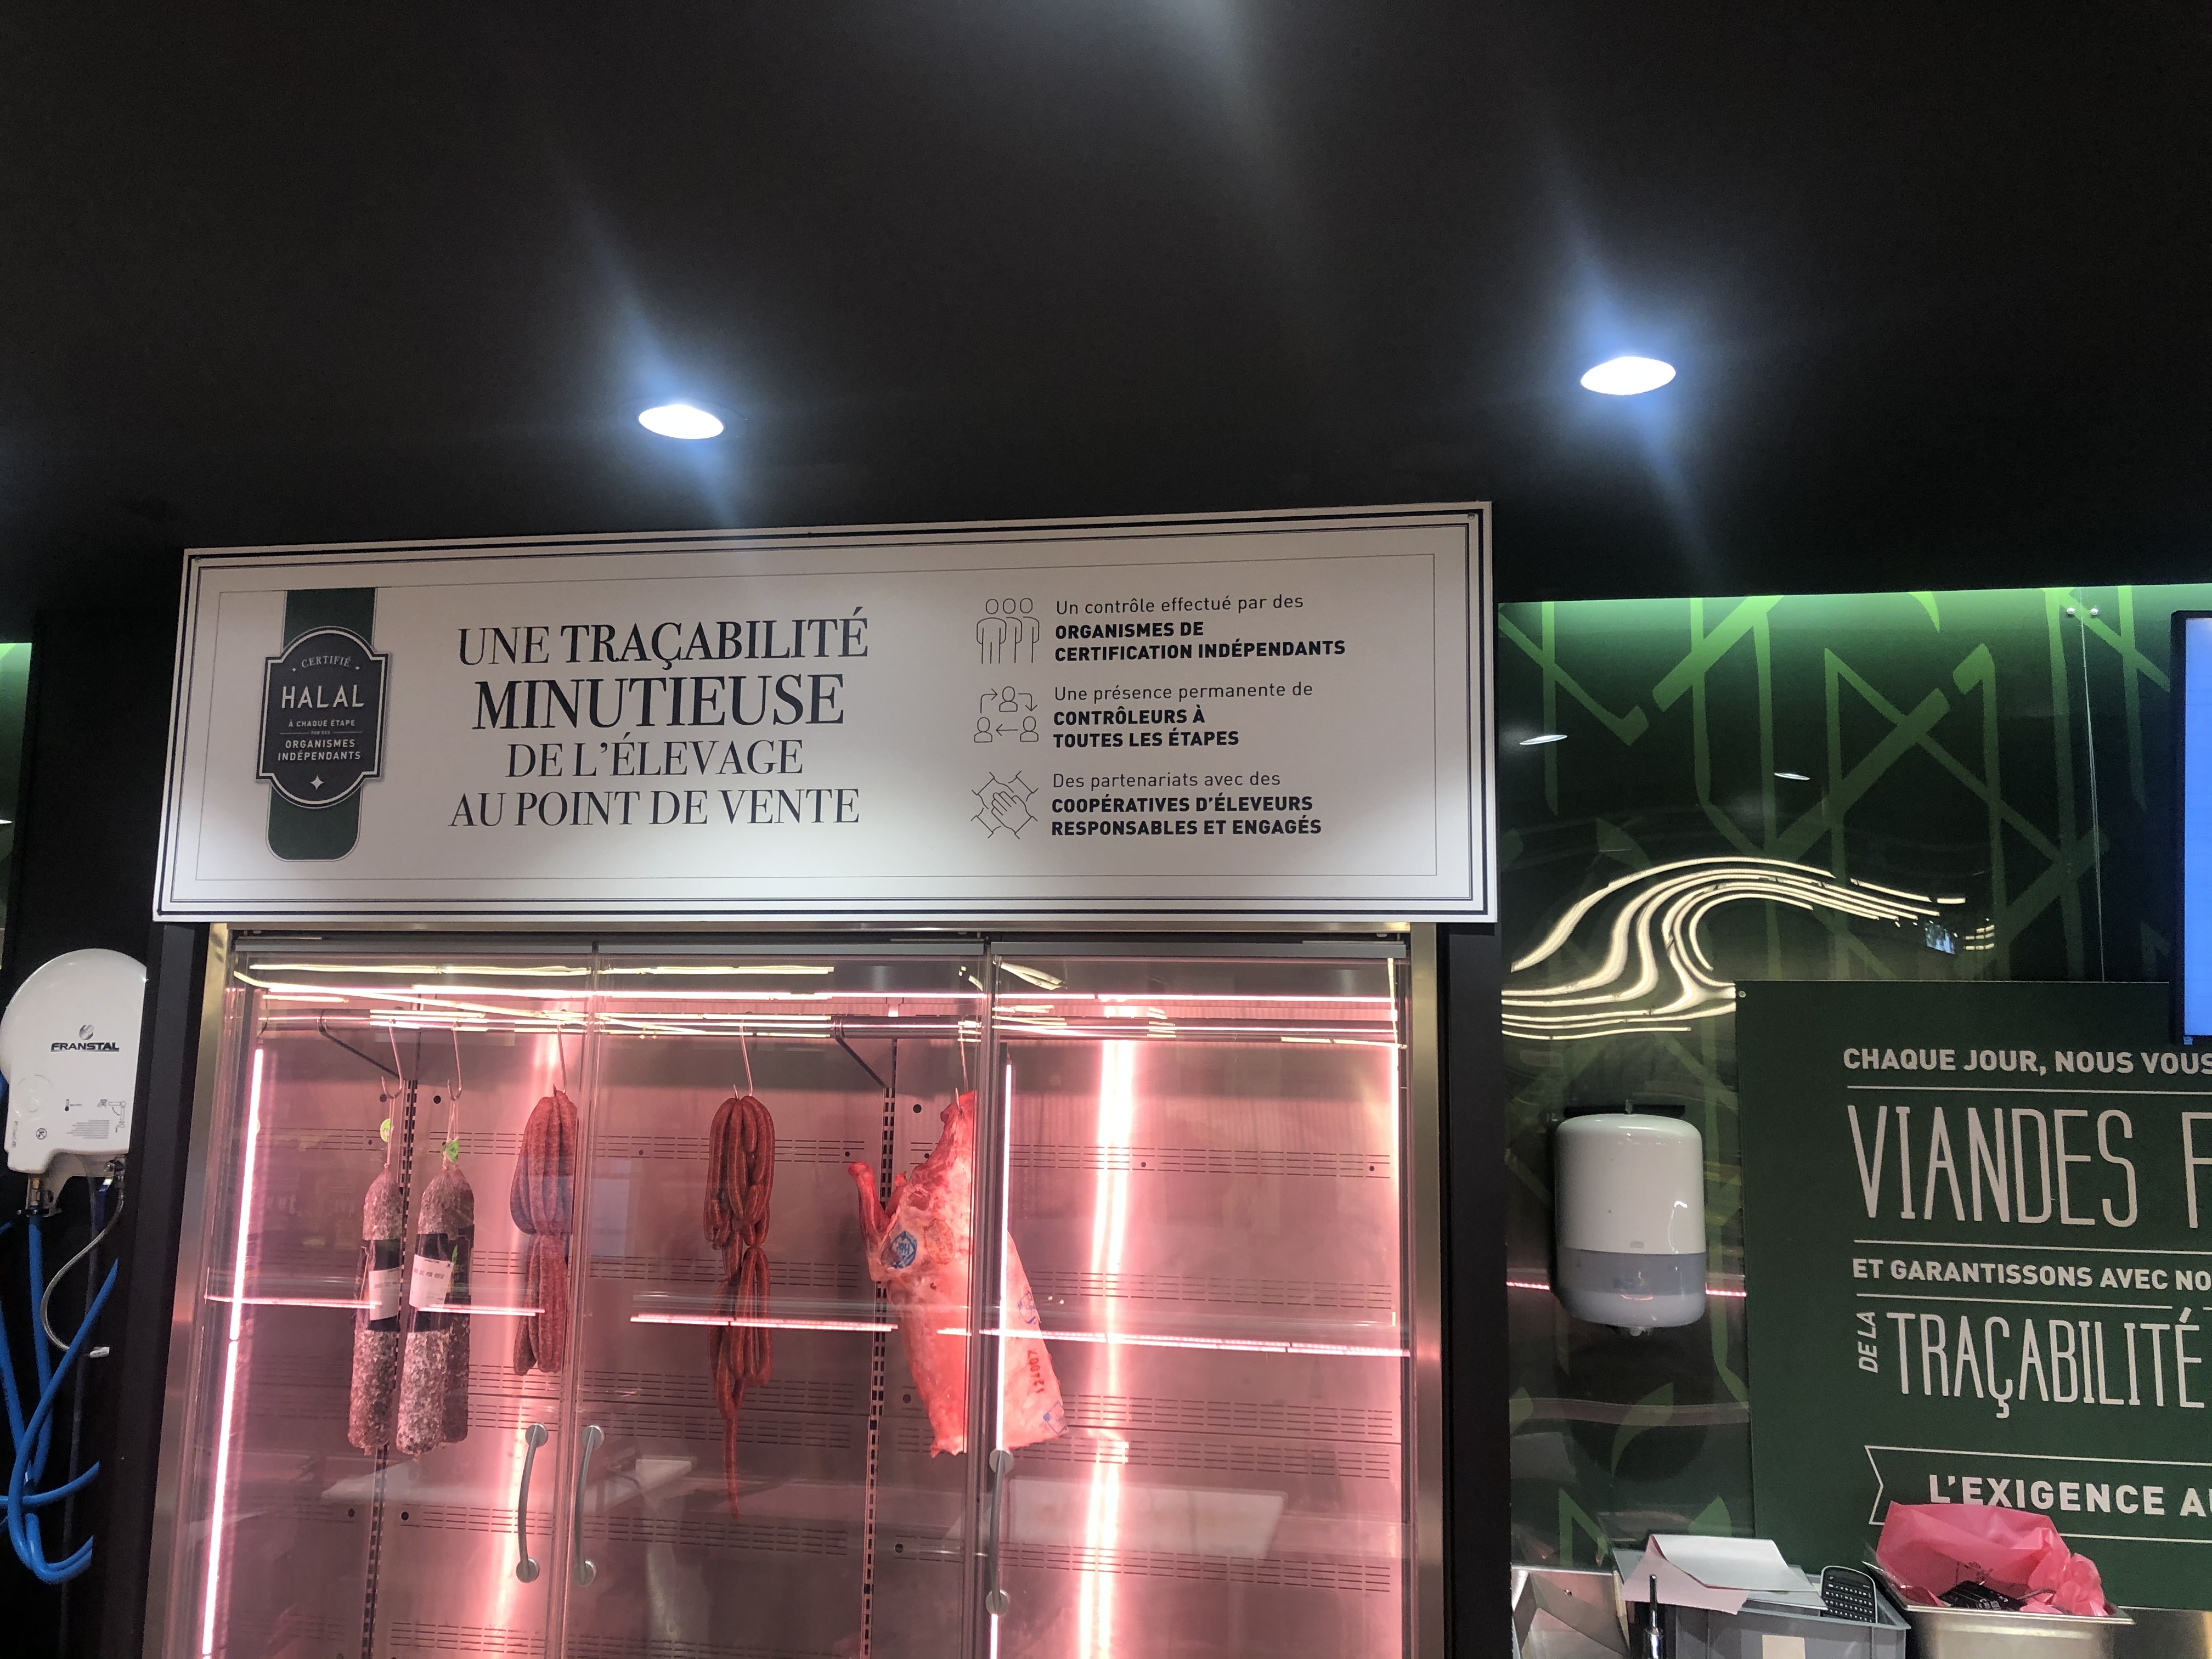 CERTIFIÉ
HALAL
À CHAQUE ÉTAPE
PAR DES
ORGANISMES
INDÉPENDANTS
UNE TRAÇABILITÉ
MINUTIEUSE
DE L'ÉLEVAGE
AU POINT DE VENTE
Un contrôle effectué par des
ORGANISMES DE
CERTIFICATION INDÉPENDANTS
Une présence permanente de
CONTRÔLEURS À
TOUTES LES ÉTAPES
Des partenariats avec des
COOPÉRATIVES D'ÉLEVEURS
RESPONSABLES ET ENGAGÉS
FRANSTAL
CHAQUE JOUR, NOUS VOUS
VIANDES
ET GARANTISSONS AVEC
DE LA
TRAÇABILITÉ
L'EXIGENCE